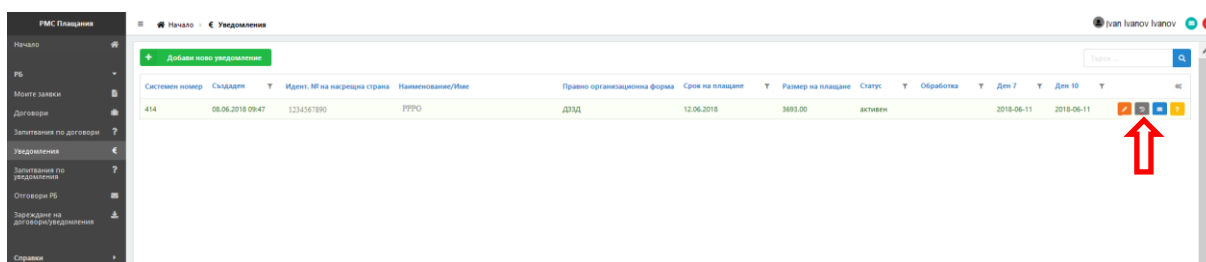 РМС Плащания
Начало
€ Уведомления
Ivan Ivanov Ivanov
Начало
РБ
Моите заявки
Договори
Запитвания по договори ?
Уведомления €
Запитвания по уведомления ?
Отговори РБ
Зареждане на договори/уведомления
Справки
+ Добави ново уведомление
Търси ...
Системен номер Създаден Идент. № на насрещна страна Наименование/Име Правно организационна форма Срок на плащане Размер на плащане Статус Обработка Ден 7 Ден 10
414 08.06.2018 09:47 1234567890 РРРО ДЗЗД 12.06.2018 3693.00 активен 2018-06-11 2018-06-11 ?